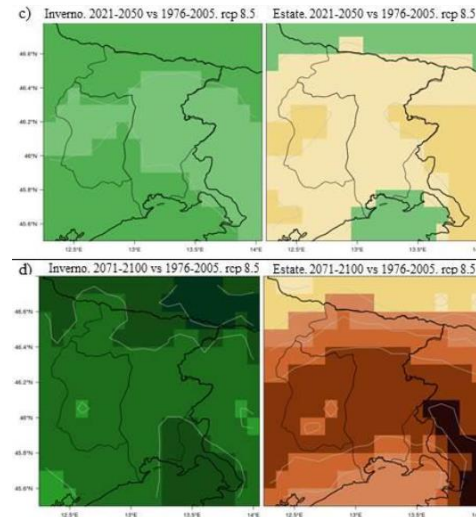 c) Inverno. 2021-2050 vs 1976-2005. rcp 8.5 Estate. 2021-2050 vs 1976-2005. rcp 8.5
46.6°N
46.4°N
46.2°N
46°N
45.8°N
45.6°N
12.5°E 13°E 13.5°E 14°E 12.5°E 13°E 13.5°E 14°E
d) Inverno. 2071-2100 vs 1976-2005. rcp 8.5 Estate. 2071-2100 vs 1976-2005. rcp 8.5
46.6°N
46.4°N
46.2°N
46°N
45.8°N
45.6°N
12.5°E 13°E 13.5°E 14°E 12.5°E 13°E 13.5°E